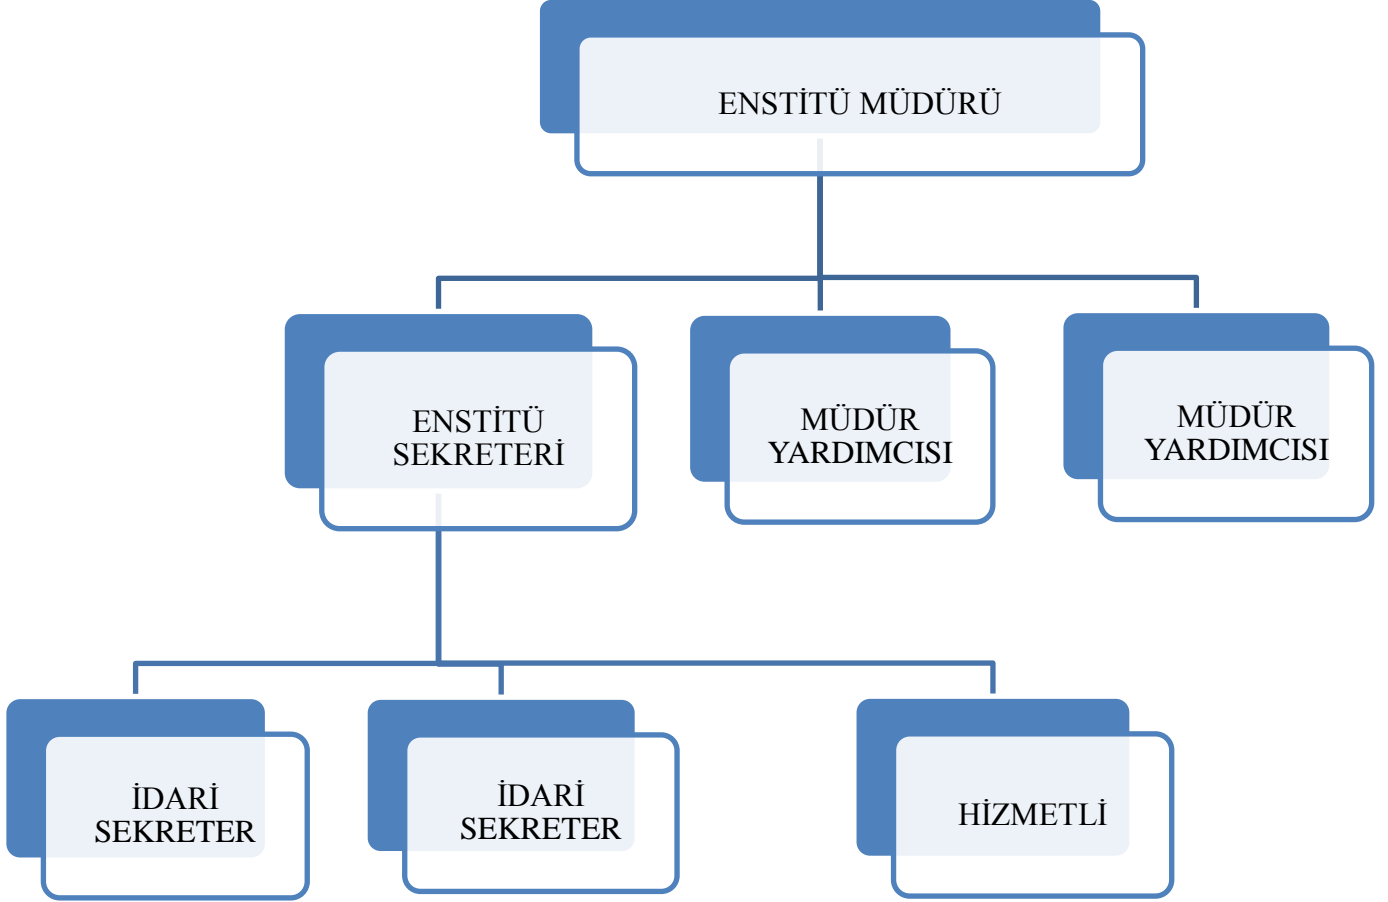 ENSTİTÜ MÜDÜRÜ
ENSTİTÜ
SEKRETERİ
MÜDÜR
YARDIMCISI
MÜDÜR
YARDIMCISI
İDARİ
SEKRETER
İDARİ
SEKRETER
HİZMETLİ